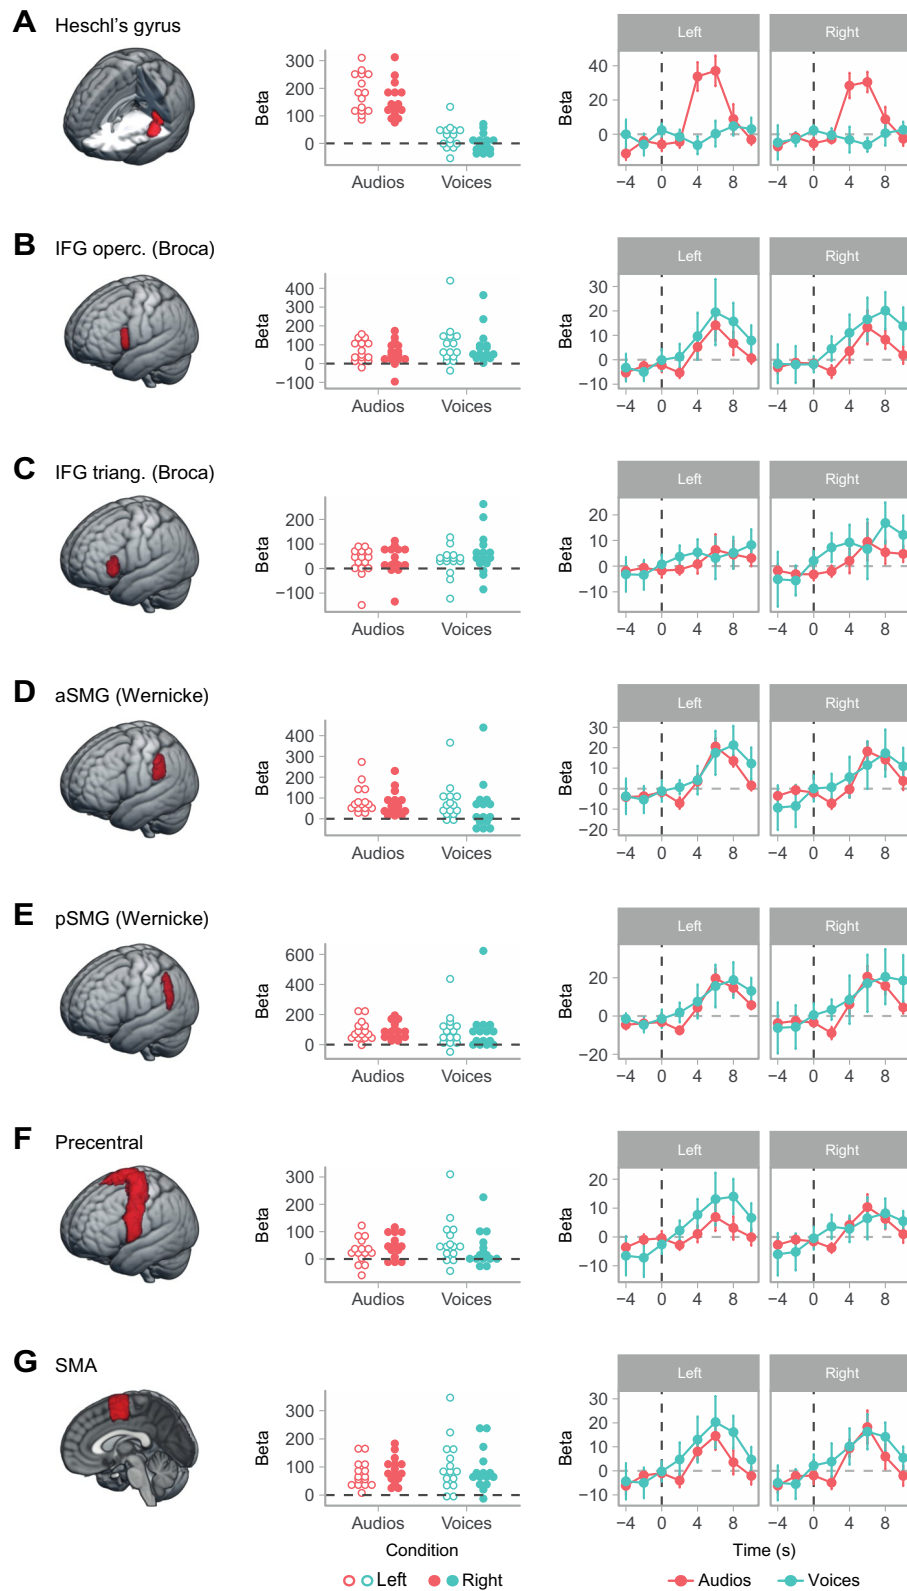 A Heschl's gyrus
Left Right
Beta
300
200
100
0
Audios Voices
Beta
40
20
0
−4 0 4 8 −4 0 4 8
B IFG operc. (Broca)
Left Right
Beta
400
300
200
100
0
−100
Audios Voices
Beta
30
20
10
0
−10
−4 0 4 8 −4 0 4 8
C IFG triang. (Broca)
Left Right
Beta
200
100
0
−100
Audios Voices
Beta
20
10
0
−10
−4 0 4 8 −4 0 4 8
D aSMG (Wernicke)
Left Right
Beta
400
300
200
100
0
Audios Voices
Beta
30
20
10
0
−10
−20
−4 0 4 8 −4 0 4 8
E pSMG (Wernicke)
Left Right
Beta
600
400
200
0
Audios Voices
Beta
20
0
−20
−4 0 4 8 −4 0 4 8
F Precentral
Left Right
Beta
300
200
100
0
Audios Voices
Beta
20
10
0
−10
−4 0 4 8 −4 0 4 8
G SMA
Left Right
Beta
300
200
100
0
Audios Voices
Beta
30
20
10
0
−10
−4 0 4 8 −4 0 4 8
Condition Time (s)
Left Right Audios Voices